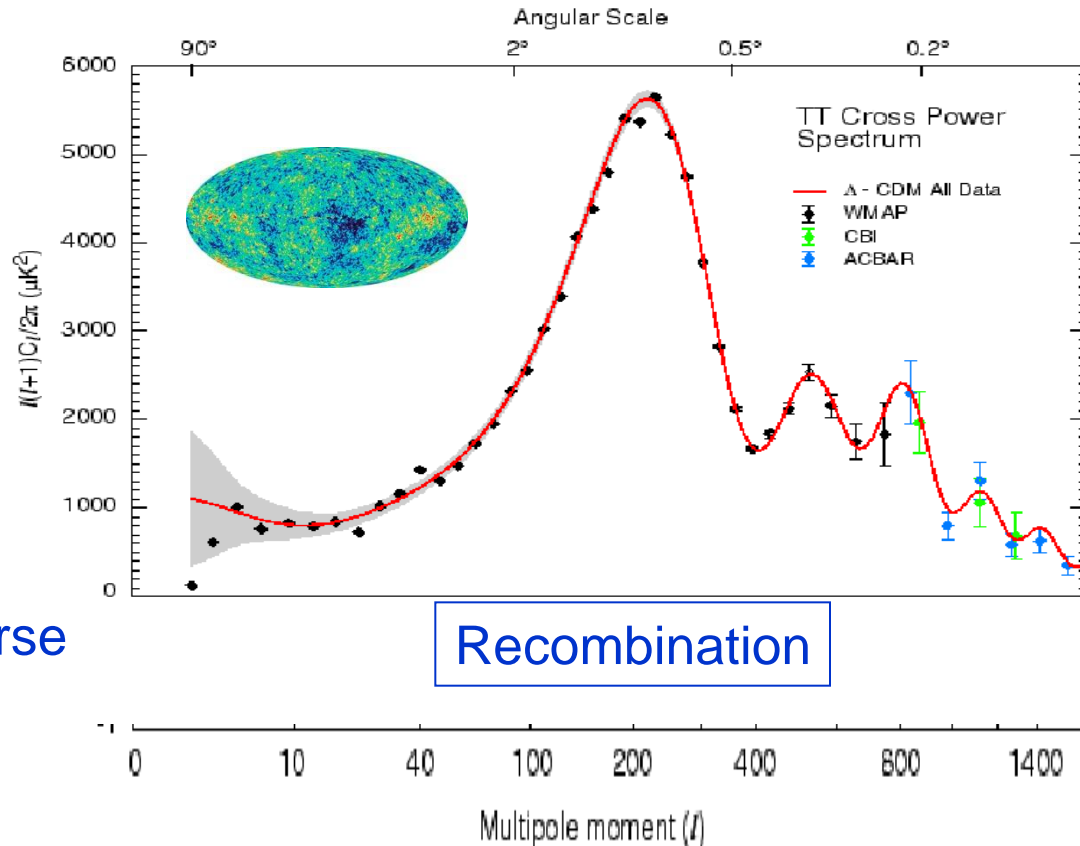 Angular Scale
90° 2° 0.5° 0.2°
6000
5000
4000
3000
2000
1000
0
l(l+1)Cl/2π (μK²)
TT Cross Power
Spectrum
Λ - CDM All Data
WMAP
CBI
ACBAR
rse
Recombination
-1
0 10 40 100 200 400 800 1400
Multipole moment (l)